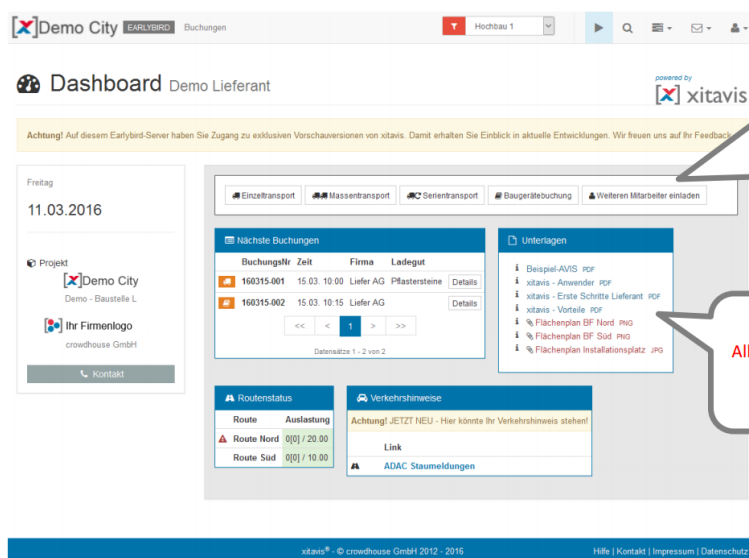 [X]Demo City EARLYBIRD Buchungen Hochbau 1
Dashboard Demo Lieferant
powered by
[X] xitavis
Achtung! Auf diesem Earlybird-Server haben Sie Zugang zu exklusiven Vorschauversionen von xitavis. Damit erhalten Sie Einblick in aktuelle Entwicklungen. Wir freuen uns auf Ihr Feedback
Freitag
11.03.2016
Projekt
[X]Demo City
Demo - Baustelle L
Ihr Firmenlogo
crowdhouse GmbH
Kontakt
Einzeltransport Massentransport Serientransport Baugerätebuchung Weiteren Mitarbeiter einladen
Nächste Buchungen
BuchungsNr Zeit Firma Ladegut
160315-001 15.03. 10:00 Liefer AG Pflastersteine Details
160315-002 15.03. 10:15 Liefer AG Details
<< < 1 > >>
Datensätze 1 - 2 von 2
Unterlagen
Beispiel-AVIS PDF
xitavis - Anwender PDF
xitavis - Erste Schritte Lieferant PDF
xitavis - Vorteile PDF
Flächenplan BF Nord PNG
Flächenplan BF Süd PNG
Flächenplan Installationsplatz JPG
All
Routenstatus
Route Auslastung
Route Nord 0[0] / 20.00
Route Süd 0[0] / 10.00
Verkehrshinweise
Achtung! JETZT NEU - Hier könnte Ihr Verkehrshinweis stehen!
Link
ADAC Staumeldungen
xitavis® - © crowdhouse GmbH 2012 - 2016 Hilfe | Kontakt | Impressum | Datenschutz